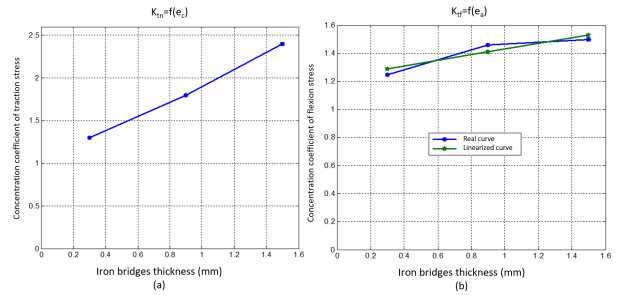 K_tn=f(e_c)
Concentration coefficient of traction stress
2.5
2
1.5
1
0.5
0
0 0.2 0.4 0.6 0.8 1 1.2 1.4 1.6
Iron bridges thickness (mm)
(a)
K_tf=f(e_a)
Concentration coefficient of flexion stress
1.6
1.4
1.2
1
0.8
0.6
0.4
0.2
0
Real curve
Linearized curve
0 0.2 0.4 0.6 0.8 1 1.2 1.4 1.6
Iron bridges thickness (mm)
(b)